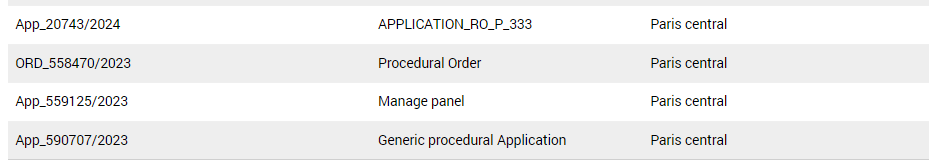 App_20743/2024 APPLICATION_RO_P_333 Paris central
ORD_558470/2023 Procedural Order Paris central
App_559125/2023 Manage panel Paris central
App_590707/2023 Generic procedural Application Paris central